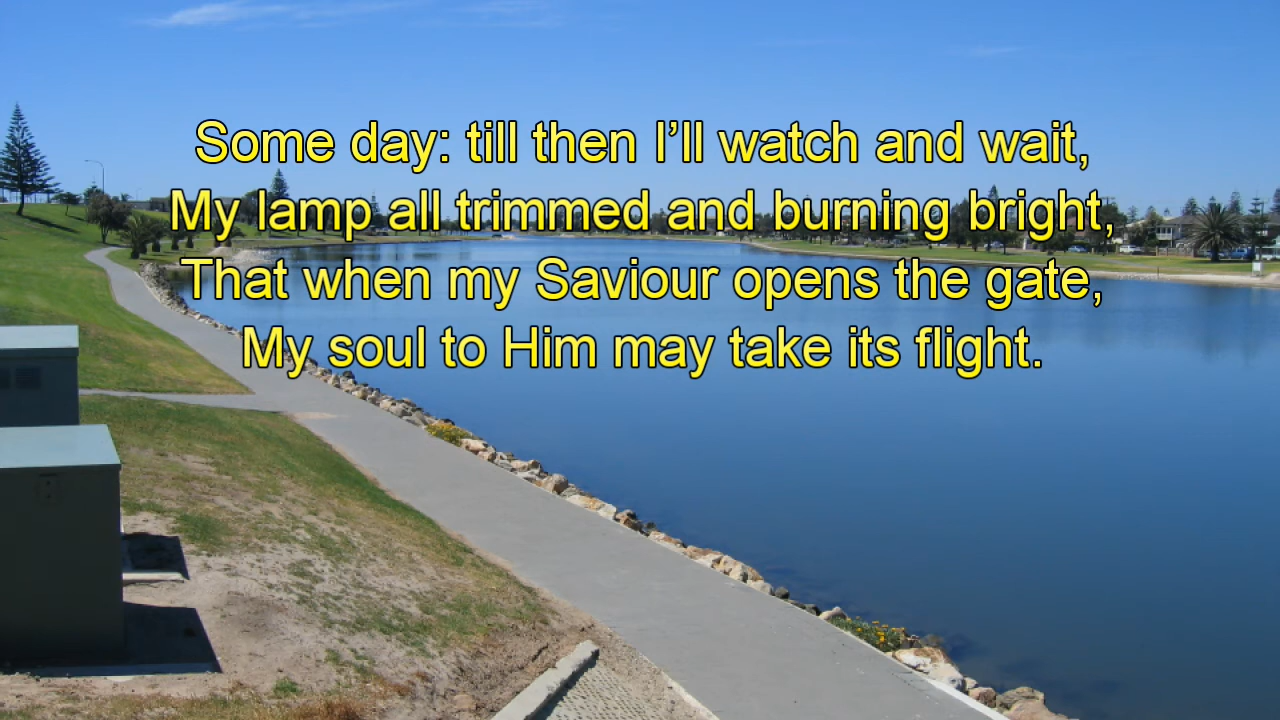 Some day: till then I’ll watch and wait,
My lamp all trimmed and burning bright,
That when my Saviour opens the gate,
My soul to Him may take its flight.